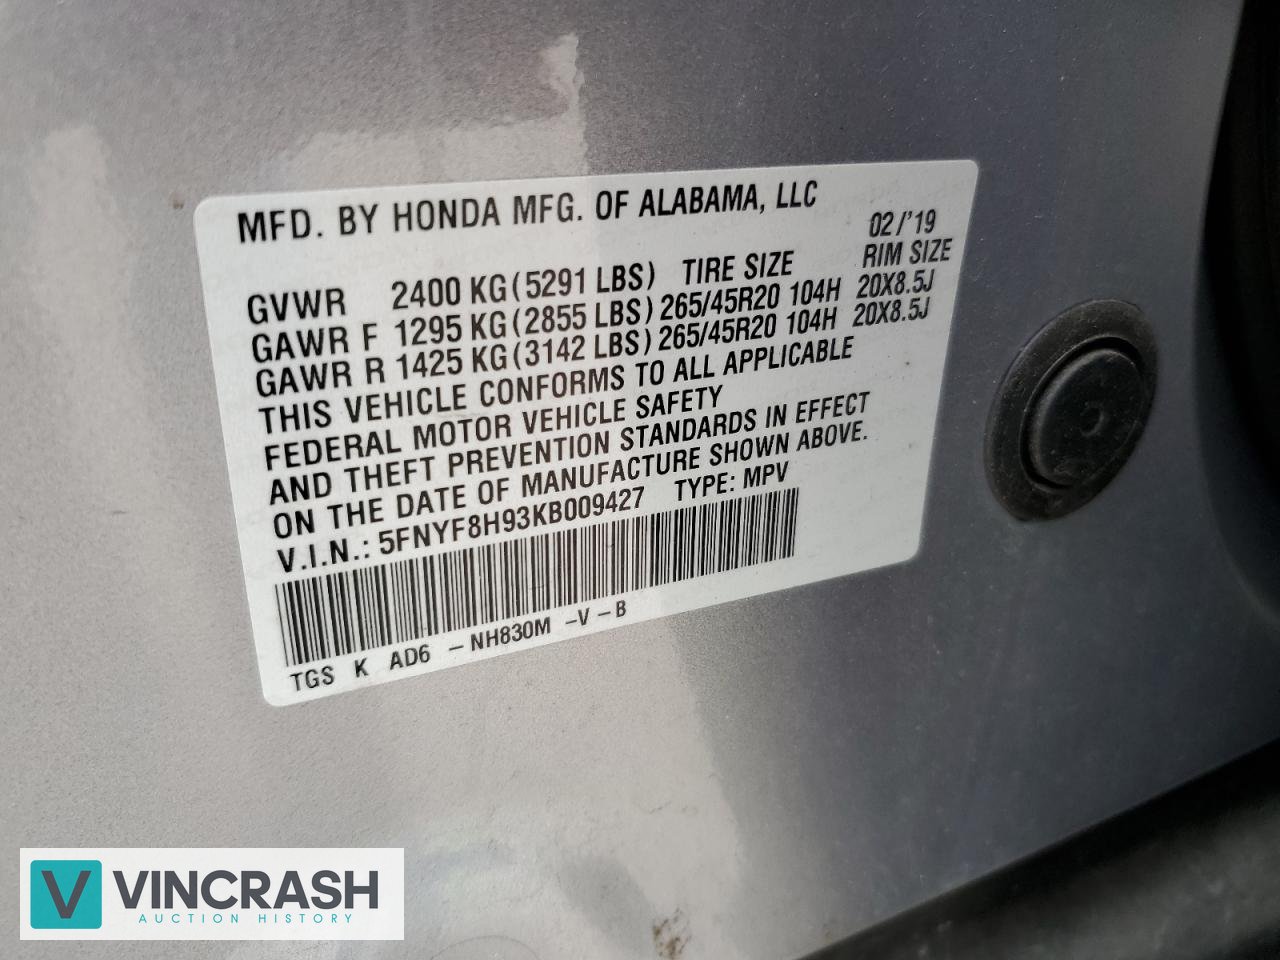 MFD. BY HONDA MFG. OF ALABAMA, LLC
02/'19
GVWR 2400 KG(5291 LBS) TIRE SIZE RIM SIZE
GAWR F 1295 KG(2855 LBS) 265/45R20 104H 20X8.5J
GAWR R 1425 KG(3142 LBS) 265/45R20 104H 20X8.5J
THIS VEHICLE CONFORMS TO ALL APPLICABLE
FEDERAL MOTOR VEHICLE SAFETY
AND THEFT PREVENTION STANDARDS IN EFFECT
ON THE DATE OF MANUFACTURE SHOWN ABOVE.
V.I.N.: 5FNYF8H93KB009427 TYPE: MPV
TGS K AD6 -NH830M -V-B
V VINCRASH
AUCTION HISTORY